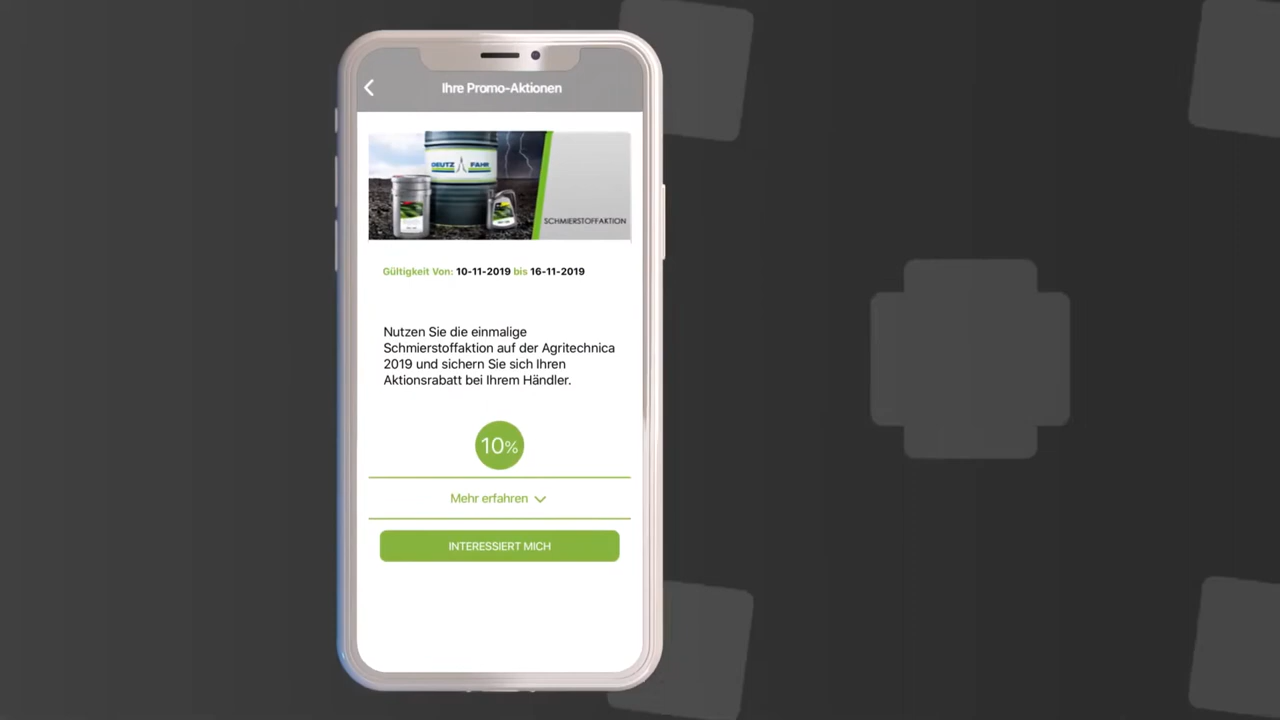 Ihre Promo-Aktionen
DEUTZ FAHR
SCHMIERSTOFFAKTION
Gültigkeit Von: 10-11-2019 bis 16-11-2019
Nutzen Sie die einmalige
Schmierstoffaktion auf der Agritechnica
2019 und sichern Sie sich Ihren
Aktionsrabatt bei Ihrem Händler.
10%
Mehr erfahren
INTERESSIERT MICH